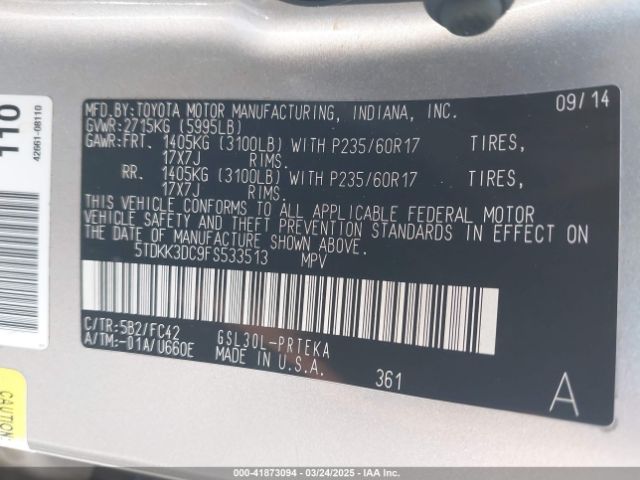 110
42661-08110
MFD.BY:TOYOTA MOTOR MANUFACTURING, INDIANA, INC. 09/14
GVWR:2715KG (5995LB)
GAWR:FRT. 1405KG (3100LB) WITH P235/60R17 TIRES,
17X7J RIMS.
RR. 1405KG (3100LB) WITH P235/60R17 TIRES,
17X7J RIMS.
THIS VEHICLE CONFORMS TO ALL APPLICABLE FEDERAL MOTOR
VEHICLE SAFETY AND THEFT PREVENTION STANDARDS IN EFFECT ON
THE DATE OF MANUFACTURE SHOWN ABOVE.
5TDKK3DC9FS533513 MPV
C/TR:5B2/FC42 GSL30L-PRTEKA
A/TM:-01A/U660E MADE IN U.S.A.
361
A
CAUTION
00-41873094 - 03/24/2025 - IAA Inc.